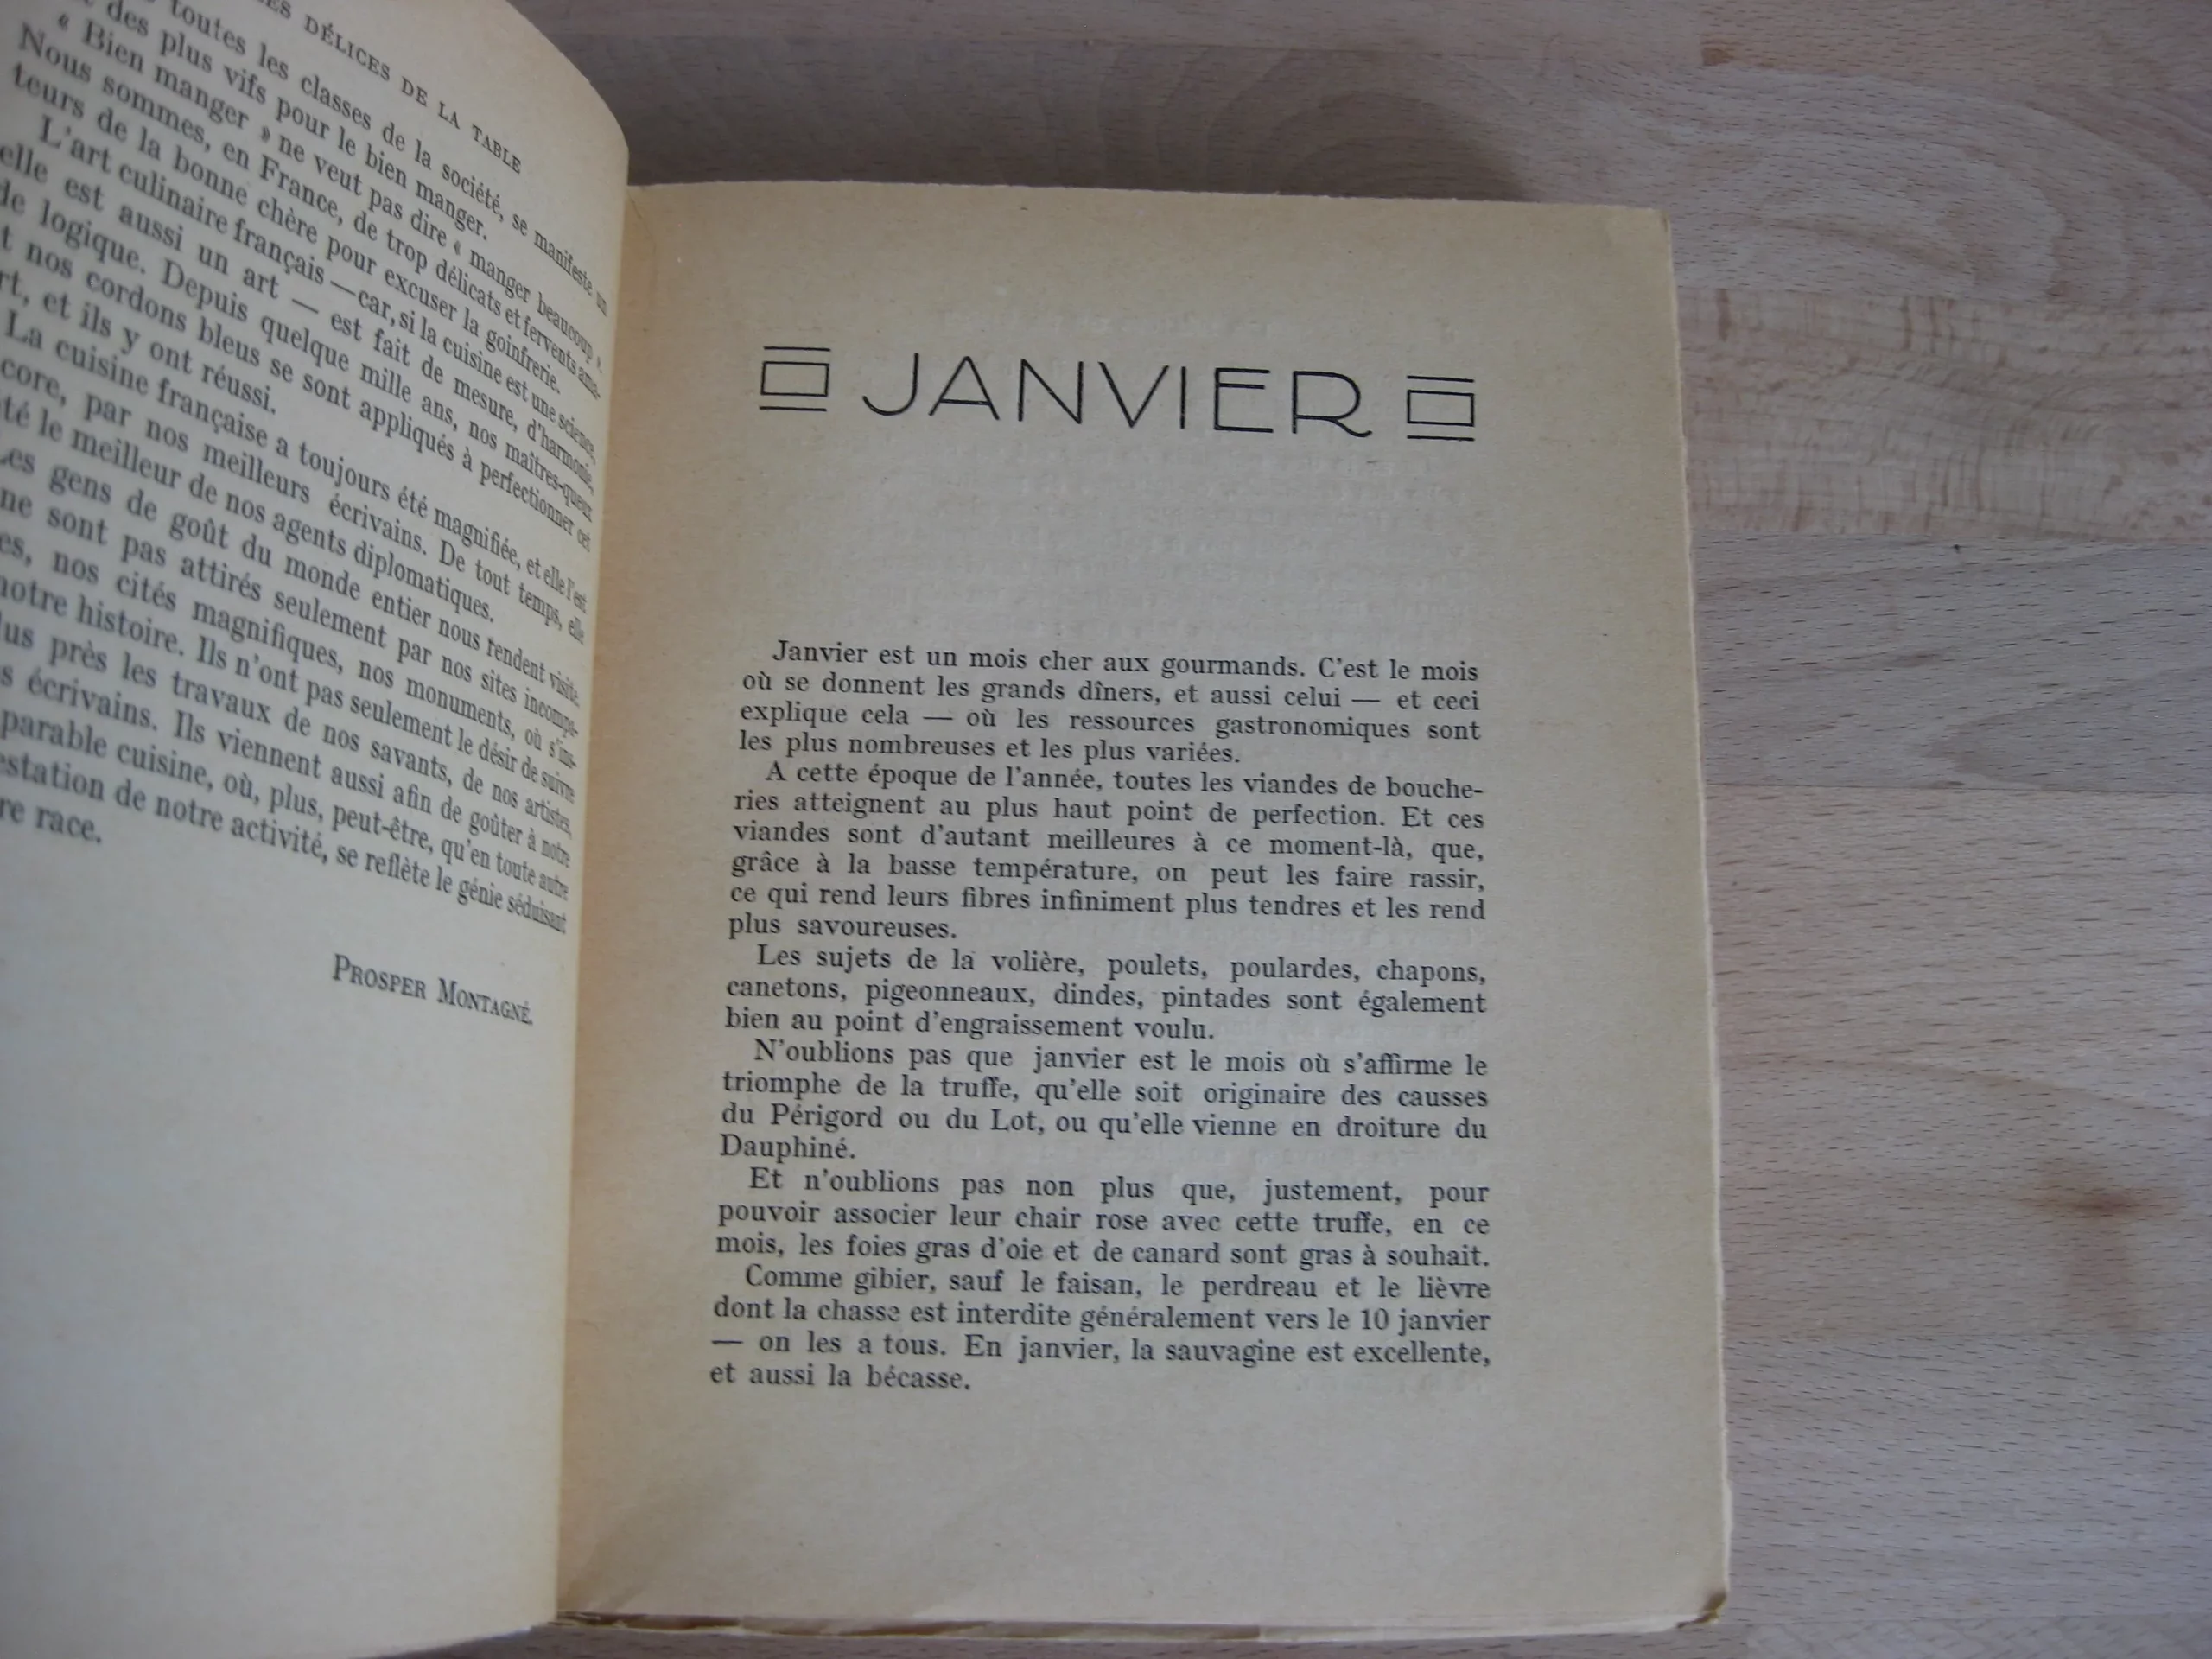 ES DÉLICES DE LA TABLE
toutes les classes de la société, se manifeste un
des plus vifs pour le bien manger.
« Bien manger » ne veut pas dire « manger beaucoup ».
Nous sommes, en France, de trop délicats et fervents ama-
teurs de la bonne chère pour excuser la goinfrerie.
L'art culinaire français — car, si la cuisine est une science,
elle est aussi un art — est fait de mesure, d'harmonie,
de logique. Depuis quelque mille ans, nos maîtres-queux
t nos cordons bleus se sont appliqués à perfectionner cet
rt, et ils y ont réussi.
La cuisine française a toujours été magnifiée, et elle l'est
core, par nos meilleurs écrivains. De tout temps, elle
té le meilleur de nos agents diplomatiques.
Les gens de goût du monde entier nous rendent visite.
ne sont pas attirés seulement par nos sites incompa-
es, nos cités magnifiques, nos monuments, où s'ins-
notre histoire. Ils n'ont pas seulement le désir de suivre
lus près les travaux de nos savants, de nos artistes,
s écrivains. Ils viennent aussi afin de goûter à notre
parable cuisine, où, plus, peut-être, qu'en toute autre
estation de notre activité, se reflète le génie séduisant
re race.
PROSPER MONTAGNÉ.
JANVIER
Janvier est un mois cher aux gourmands. C'est le mois
où se donnent les grands dîners, et aussi celui — et ceci
explique cela — où les ressources gastronomiques sont
les plus nombreuses et les plus variées.
A cette époque de l'année, toutes les viandes de bouche-
ries atteignent au plus haut point de perfection. Et ces
viandes sont d'autant meilleures à ce moment-là, que,
grâce à la basse température, on peut les faire rassir,
ce qui rend leurs fibres infiniment plus tendres et les rend
plus savoureuses.
Les sujets de la volière, poulets, poulardes, chapons,
canetons, pigeonneaux, dindes, pintades sont également
bien au point d'engraissement voulu.
N'oublions pas que janvier est le mois où s'affirme le
triomphe de la truffe, qu'elle soit originaire des causses
du Périgord ou du Lot, ou qu'elle vienne en droiture du
Dauphiné.
Et n'oublions pas non plus que, justement, pour
pouvoir associer leur chair rose avec cette truffe, en ce
mois, les foies gras d'oie et de canard sont gras à souhait.
Comme gibier, sauf le faisan, le perdreau et le lièvre
dont la chasse est interdite généralement vers le 10 janvier
— on les a tous. En janvier, la sauvagine est excellente,
et aussi la bécasse.